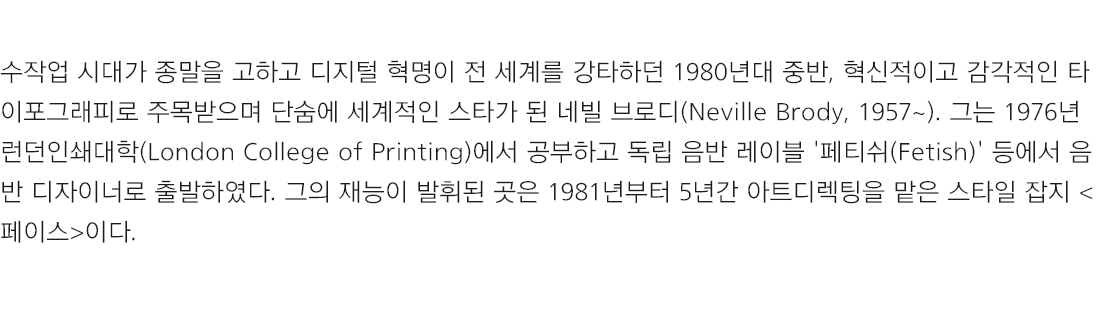 수작업 시대가 종말을 고하고 디지털 혁명이 전 세계를 강타하던 1980년대 중반, 혁신적이고 감각적인 타
이포그래피로 주목받으며 단숨에 세계적인 스타가 된 네빌 브로디(Neville Brody, 1957~). 그는 1976년
런던인쇄대학(London College of Printing)에서 공부하고 독립 음반 레이블 '페티쉬(Fetish)' 등에서 음
반 디자이너로 출발하였다. 그의 재능이 발휘된 곳은 1981년부터 5년간 아트디렉팅을 맡은 스타일 잡지 <
페이스>이다.